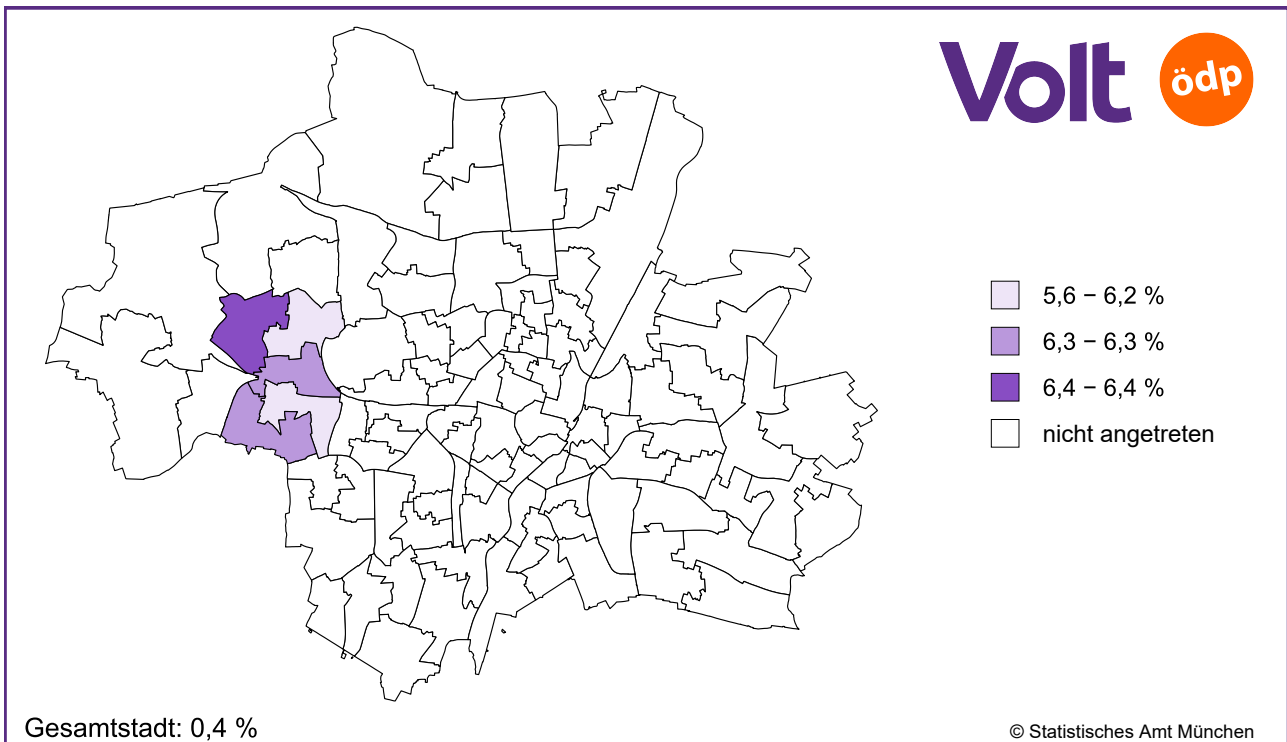 Volt ödp
5,6 − 6,2 %
6,3 − 6,3 %
6,4 − 6,4 %
nicht angetreten
Gesamtstadt: 0,4 %
© Statistisches Amt München